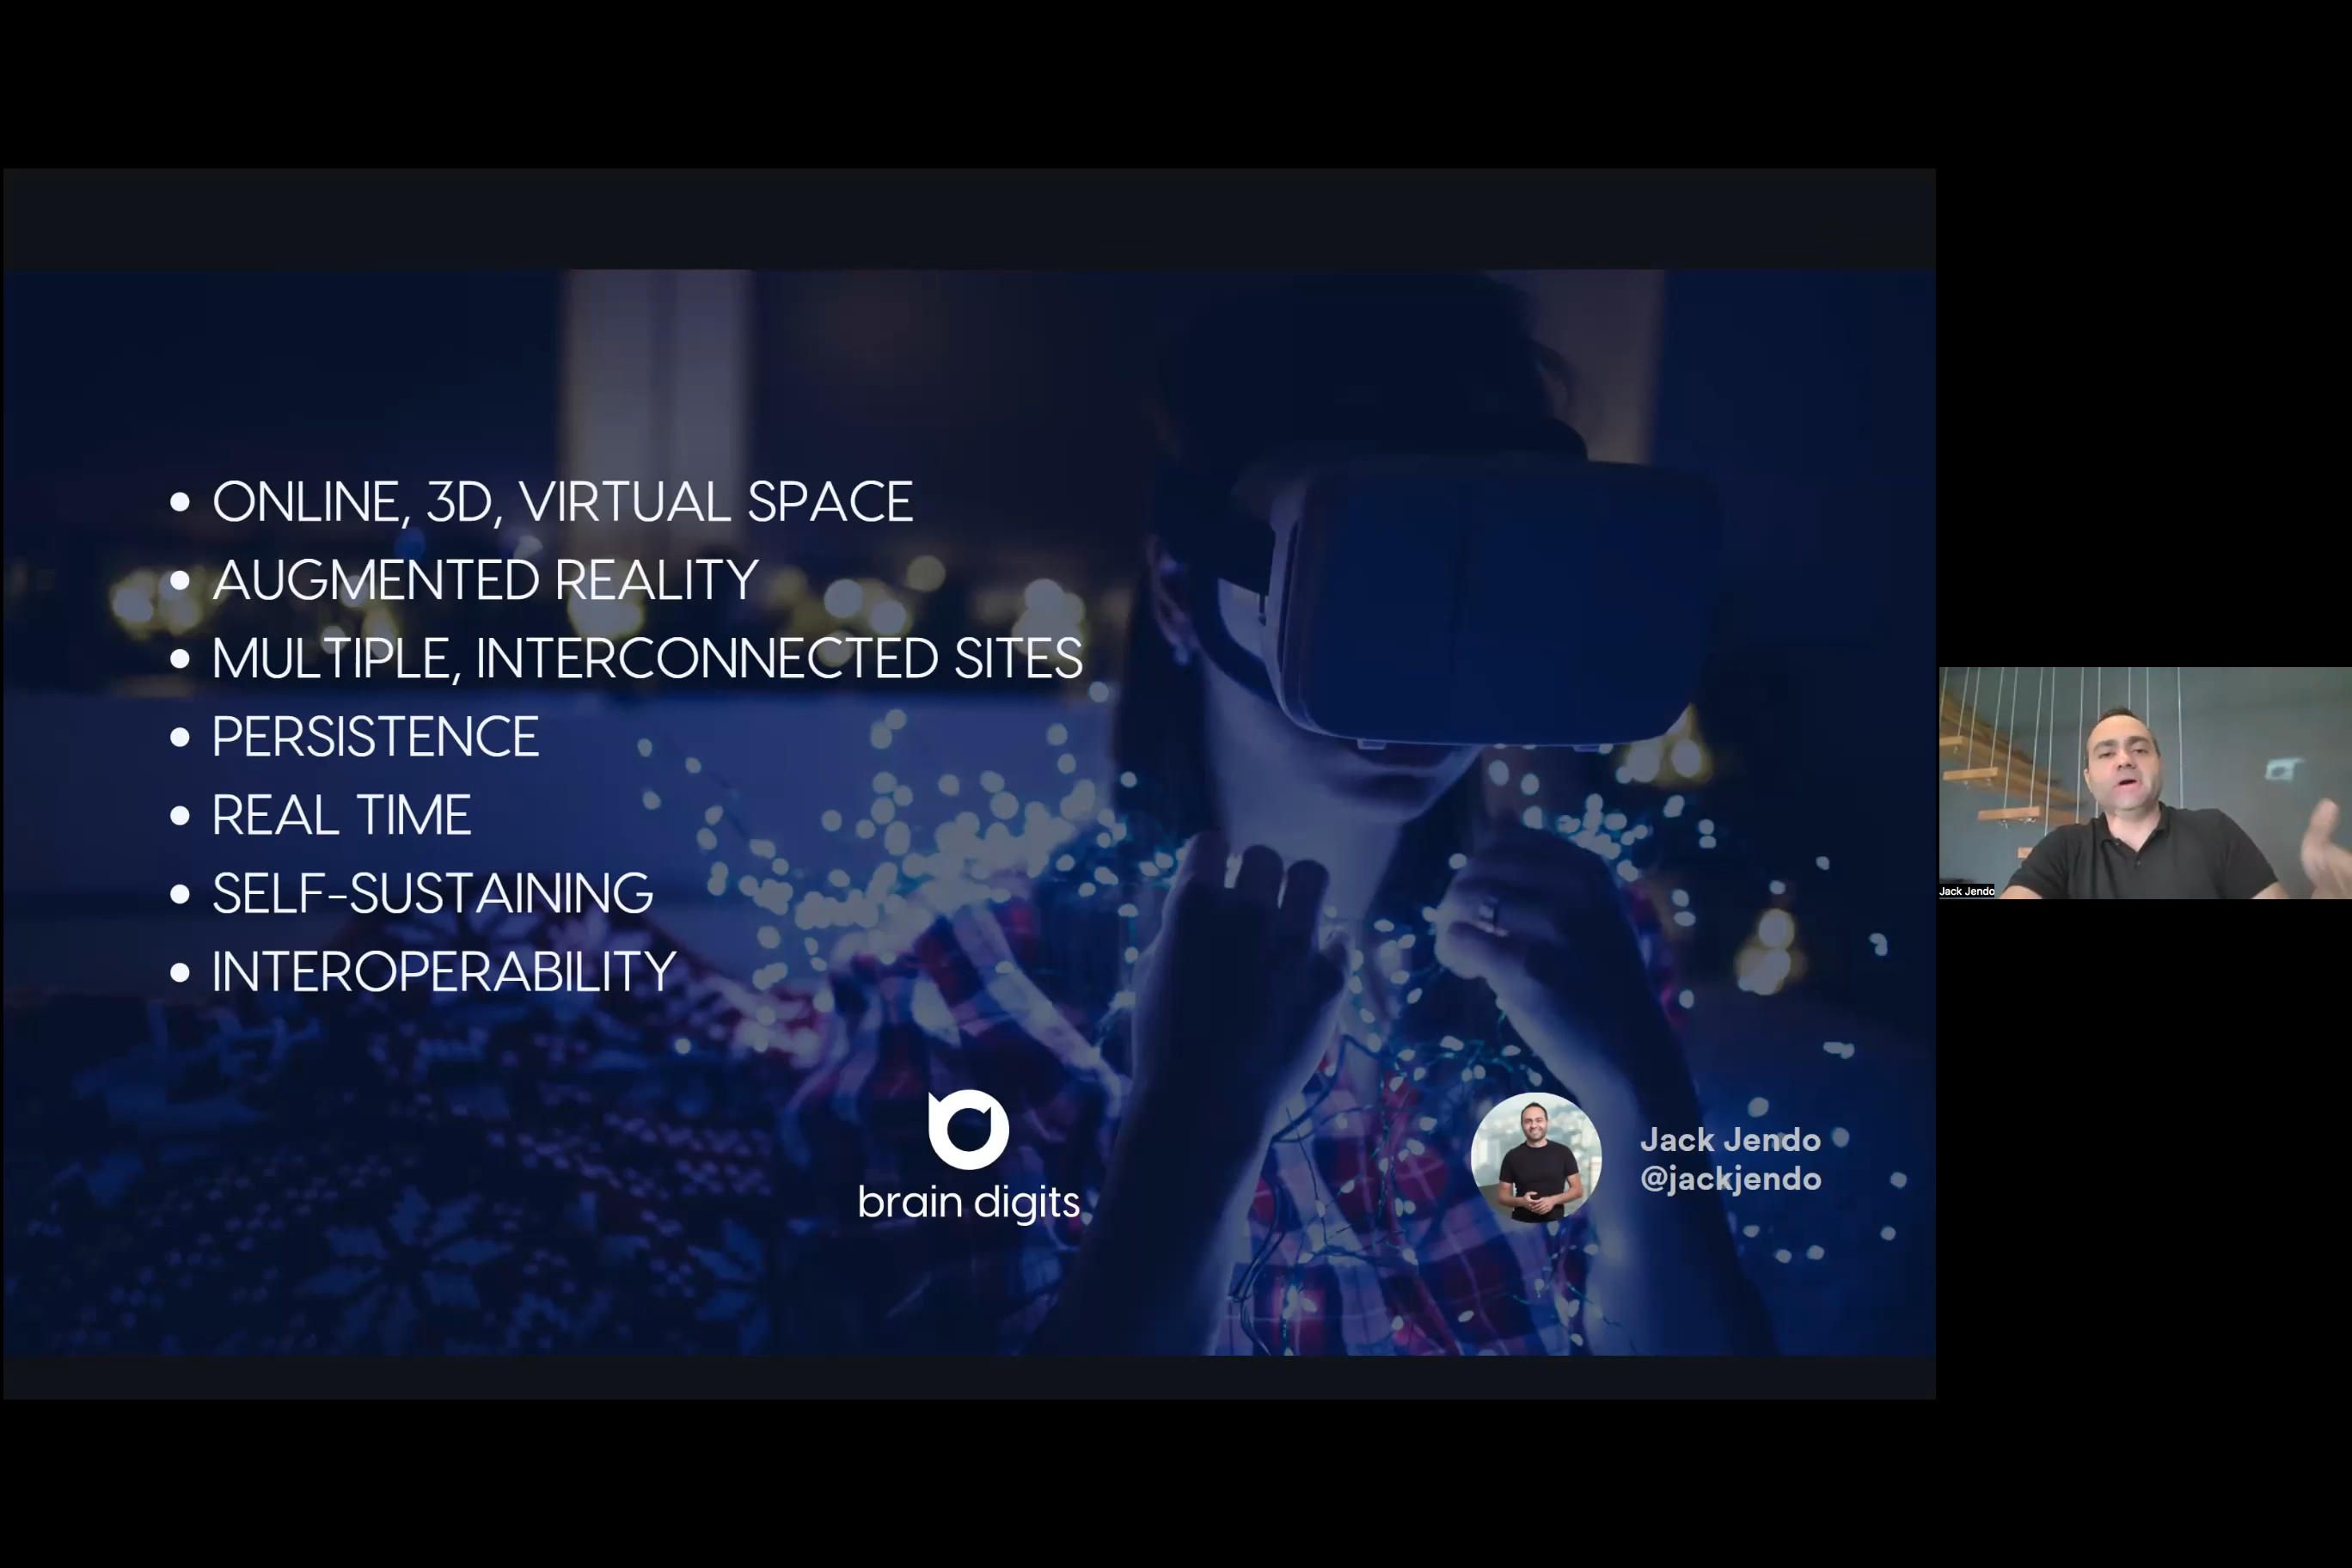 ONLINE, 3D, VIRTUAL SPACE
AUGMENTED REALITY
MULTIPLE, INTERCONNECTED SITES
PERSISTENCE
REAL TIME
SELF-SUSTAINING
INTEROPERABILITY
brain digits
Jack Jendo
@jackjendo
Jack Jendo